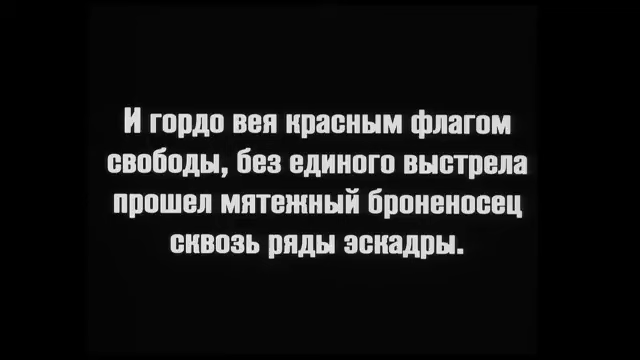 И гордо вея красным флагом
свободы, без единого выстрела
прошел мятежный броненосец
сквозь ряды эскадры.